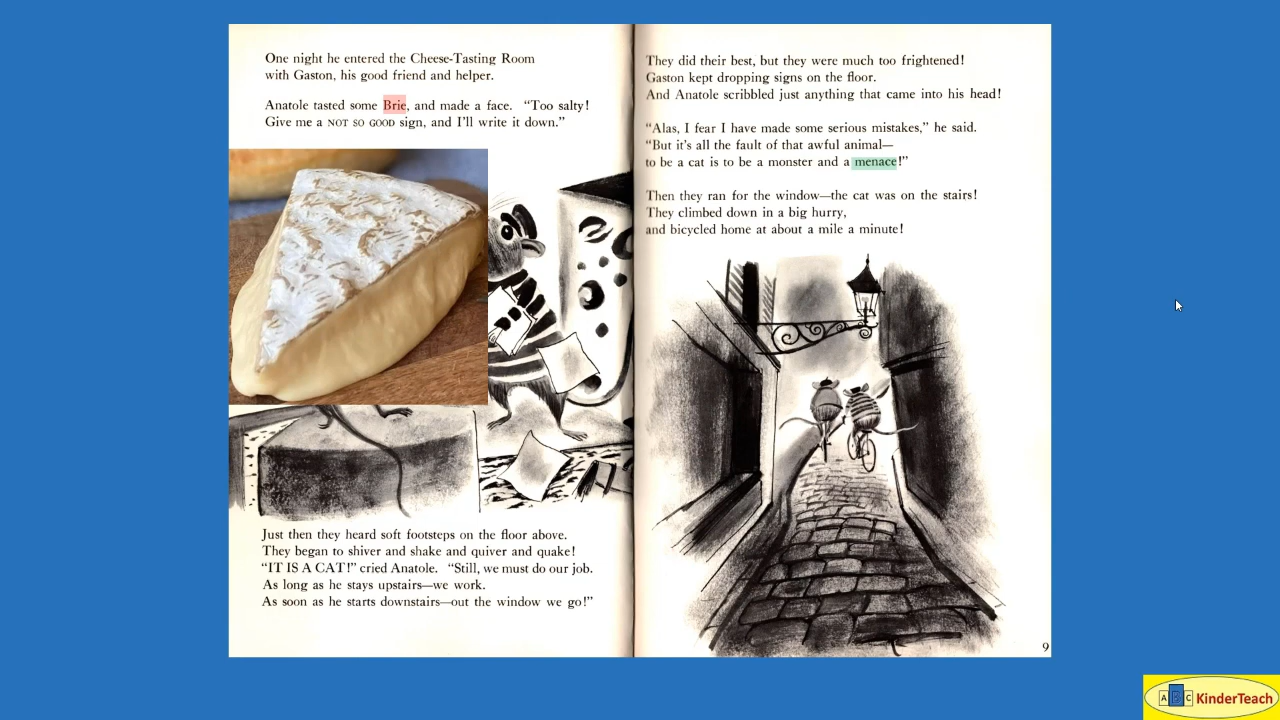 One night he entered the Cheese-Tasting Room
with Gaston, his good friend and helper.
Anatole tasted some Brie, and made a face. “Too salty!
Give me a NOT SO GOOD sign, and I’ll write it down.”
Just then they heard soft footsteps on the floor above.
They began to shiver and shake and quiver and quake!
“IT IS A CAT!” cried Anatole. “Still, we must do our job.
As long as he stays upstairs—we work.
As soon as he starts downstairs—out the window we go!”
They did their best, but they were much too frightened!
Gaston kept dropping signs on the floor.
And Anatole scribbled just anything that came into his head!
“Alas, I fear I have made some serious mistakes,” he said.
“But it’s all the fault of that awful animal—
to be a cat is to be a monster and a menace!”
Then they ran for the window—the cat was on the stairs!
They climbed down in a big hurry,
and bicycled home at about a mile a minute!
9
A B C KinderTeach